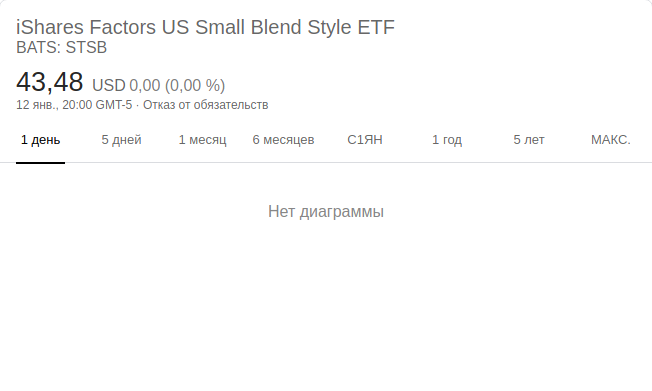 iShares Factors US Small Blend Style ETF
BATS: STSB
43,48 USD 0,00 (0,00 %)
12 янв., 20:00 GMT-5 · Отказ от обязательств
1 день 5 дней 1 месяц 6 месяцев С1ЯН 1 год 5 лет МАКС.
Нет диаграммы